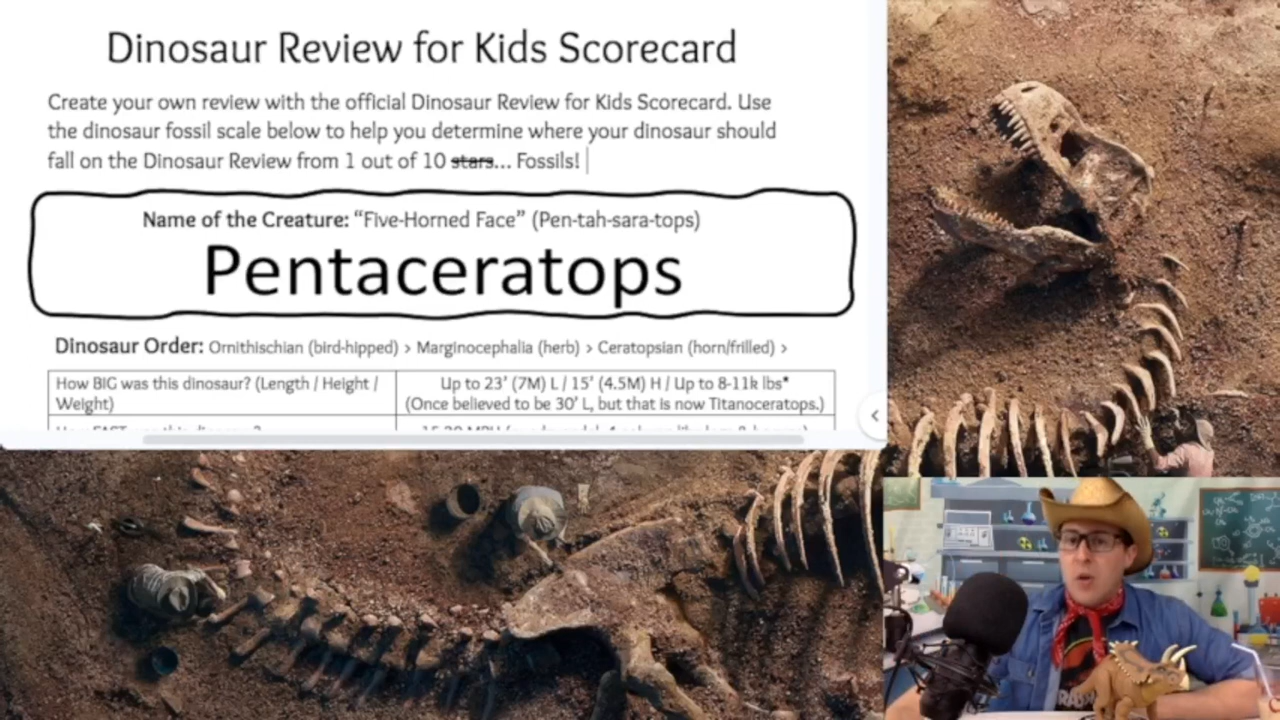 Dinosaur Review for Kids Scorecard
Create your own review with the official Dinosaur Review for Kids Scorecard. Use
the dinosaur fossil scale below to help you determine where your dinosaur should
fall on the Dinosaur Review from 1 out of 10 stars... Fossils!
Name of the Creature: “Five-Horned Face” (Pen-tah-sara-tops)
Pentaceratops
Dinosaur Order: Ornithischian (bird-hipped) > Marginocephalia (herb) > Ceratopsian (horn/frilled) >
How BIG was this dinosaur? (Length / Height /
Weight)
Up to 23’ (7M) L / 15’ (4.5M) H / Up to 8-11k lbs*
(Once believed to be 30’ L, but that is now Titanoceratops.)